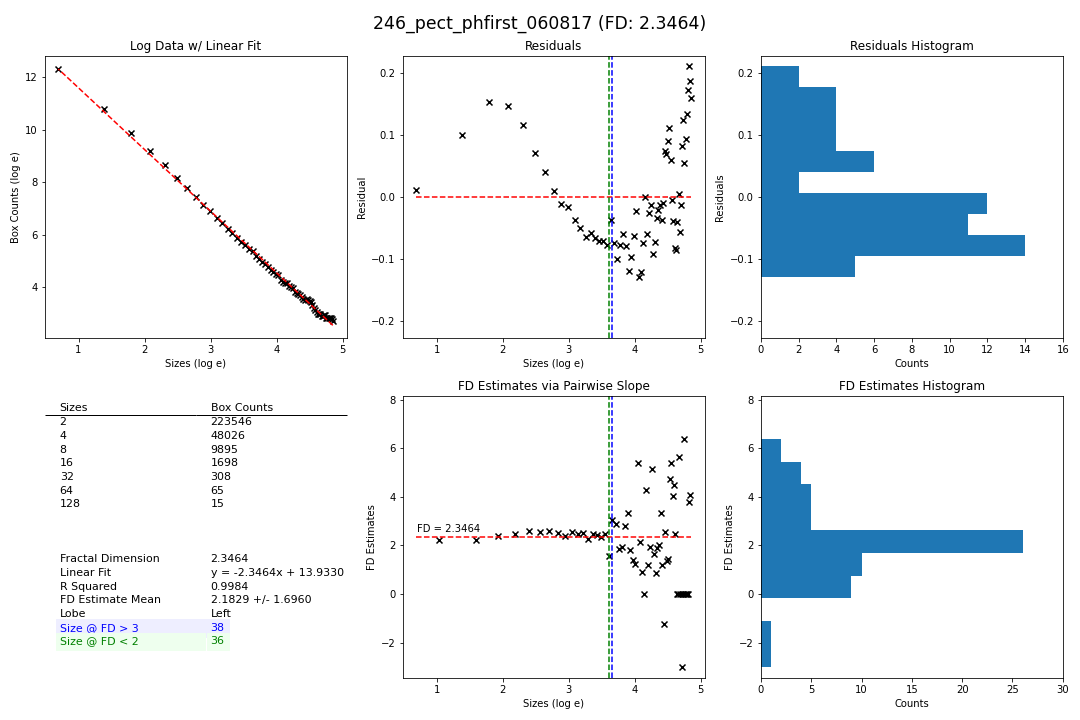 246_pect_phfirst_060817 (FD: 2.3464)
Log Data w/ Linear Fit
Box Counts (log e)
12
10
8
6
4
1 2 3 4 5
Sizes (log e)
Residuals
Residual
0.2
0.1
0.0
−0.1
−0.2
1 2 3 4 5
Sizes (log e)
Residuals Histogram
Residuals
0.2
0.1
0.0
−0.1
−0.2
0 2 4 6 8 10 12 14 16
Counts
Sizes Box Counts
2 223546
4 48026
8 9895
16 1698
32 308
64 65
128 15
Fractal Dimension 2.3464
Linear Fit y = -2.3464x + 13.9330
R Squared 0.9984
FD Estimate Mean 2.1829 +/- 1.6960
Lobe Left
Size @ FD > 3 38
Size @ FD < 2 36
FD Estimates via Pairwise Slope
FD Estimates
8
6
4
2
0
−2
FD = 2.3464
1 2 3 4 5
Sizes (log e)
FD Estimates Histogram
FD Estimates
8
6
4
2
0
−2
0 5 10 15 20 25 30
Counts